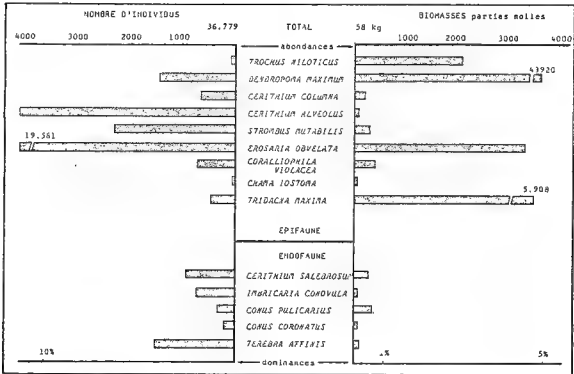 NOMBRE D'INDIVIDUS 36.779 TOTAL 58 kg BIOMASSES parties molles
4000 3000 2000 1000 1000 2000 3000 4000
abondances
TROCHUS NILOTICUS
DENDROPOMA MAXIMUM 43920
CERITHIUM COLUMNA
CERITHIUM ALVEOLUS
STROMBUS MUTABILIS
19.561 EROSARIA OBVELATA
CORALLIOPHILA
VIOLACEA
CHAMA IOSTOMA
5.908
TRIDACNA MAXIMA
EPIFAUNE
ENDOFAUNE
CERITHIUM SALEBROSUM
IMBRICARIA CONOVULA
CONUS PULICARIUS
CONUS CORONATUS
TEREBRA AFFINIS
10% % 5%
dominances